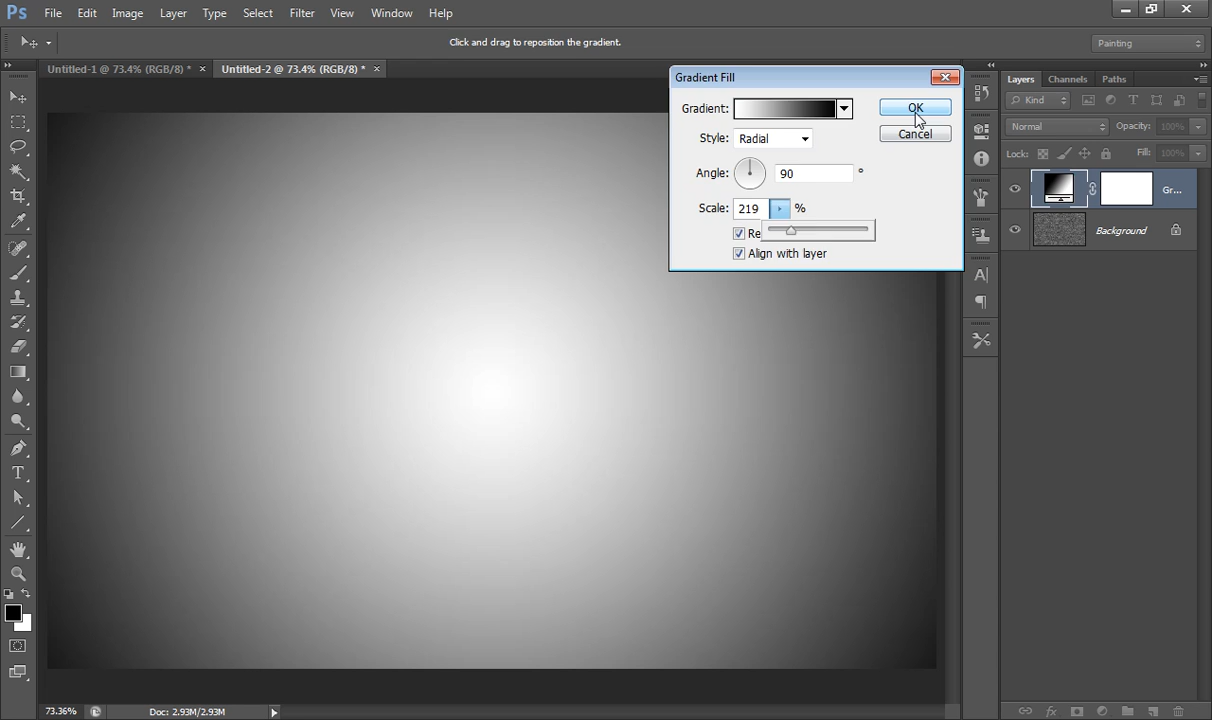 Ps File Edit Image Layer Type Select Filter View Window Help
Click and drag to reposition the gradient.
Painting
Untitled-1 @ 73.4% (RGB/8) * ×
Untitled-2 @ 73.4% (RGB/8) * ×
Gradient Fill
Gradient:
OK
Style: Radial
Cancel
Angle: 90 °
Scale: 219 %
Re
Align with layer
Layers Channels Paths
Kind
Normal Opacity: 100%
Lock: Fill: 100%
Gr...
Background
73.36% Doc: 2.93M/2.93M